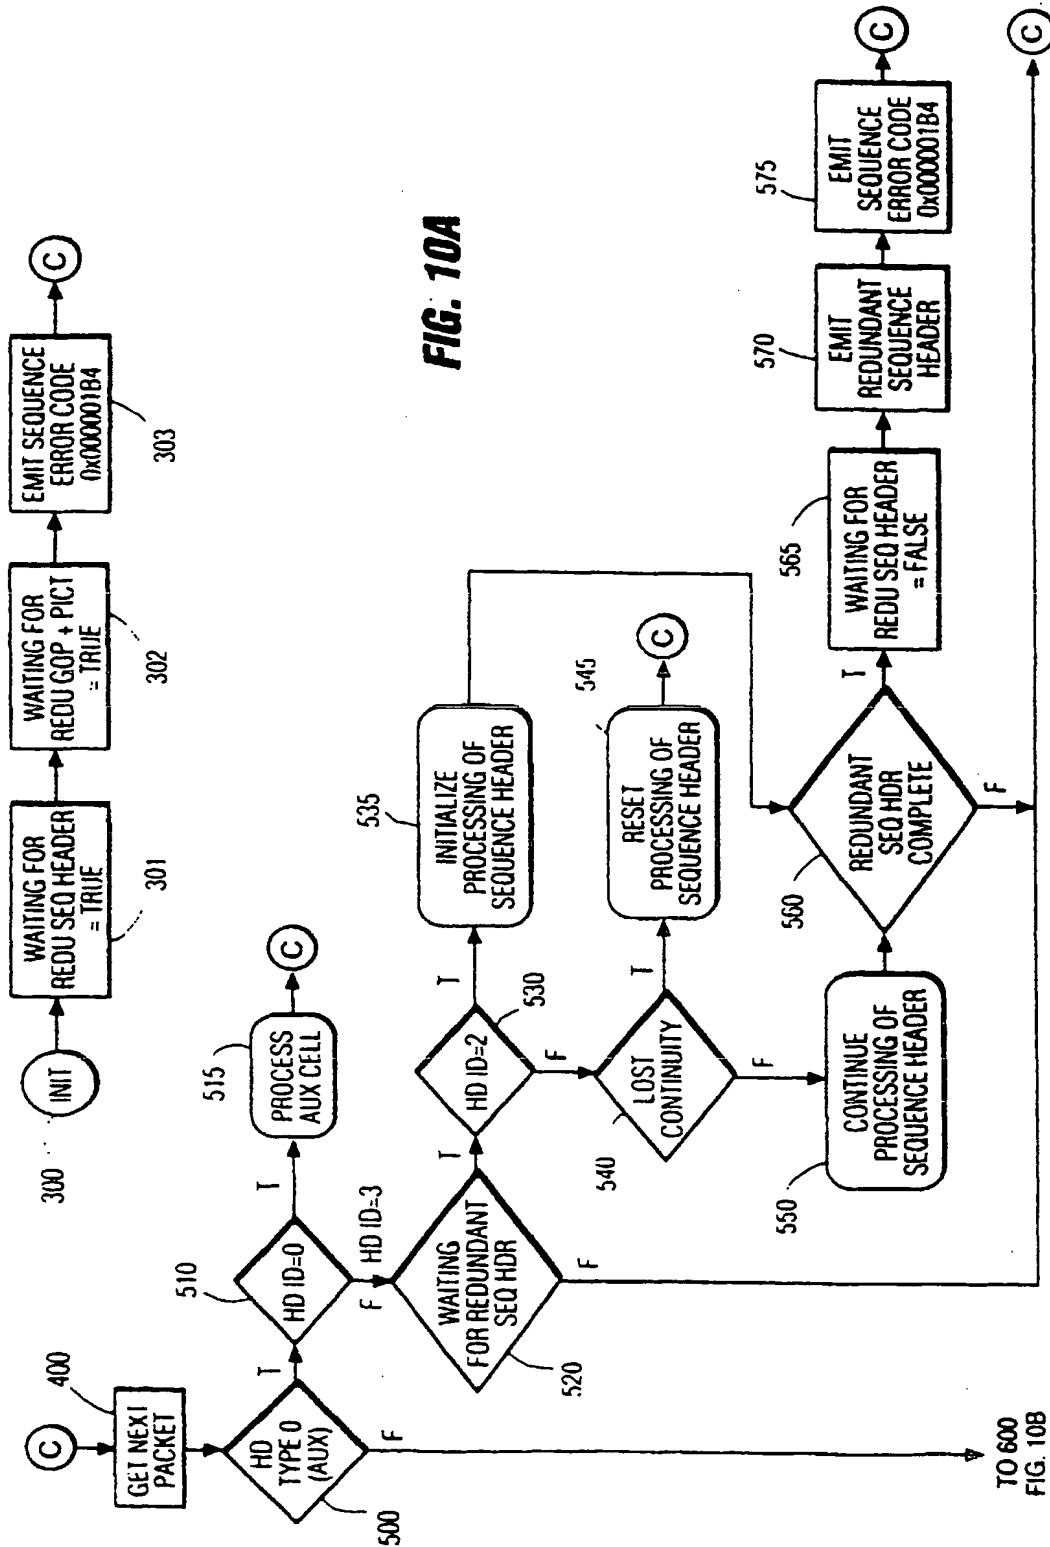 INIT
300
WAITING FOR
REDU SEQ HEADER
= TRUE
301
WAITING FOR
REDU GOP + PICT
= TRUE
302
EMIT SEQUENCE
ERROR CODE
0x000001B4
303
C
FIG. 10A
C
GET NEXT
PACKET
400
HD
TYPE 0
(AUX)
500
T
F
TO 600
FIG. 10B
HD ID=0
510
T
F
HD ID=3
PROCESS
AUX CELL
515
C
WAITING
FOR REDUNDANT
SEQ HDR
520
T
F
HD ID=2
530
T
F
INITIALIZE
PROCESSING OF
SEQUENCE HEADER
535
LOST
CONTINUITY
540
T
F
RESET
PROCESSING OF
SEQUENCE HEADER
545
C
CONTINUE
PROCESSING OF
SEQUENCE HEADER
550
REDUNDANT
SEQ HDR
COMPLETE
560
T
F
WAITING FOR
REDU SEQ HEADER
= FALSE
565
EMIT
REDUNDANT
SEQUENCE
HEADER
570
EMIT
SEQUENCE
ERROR CODE
0x000001B4
575
C
C